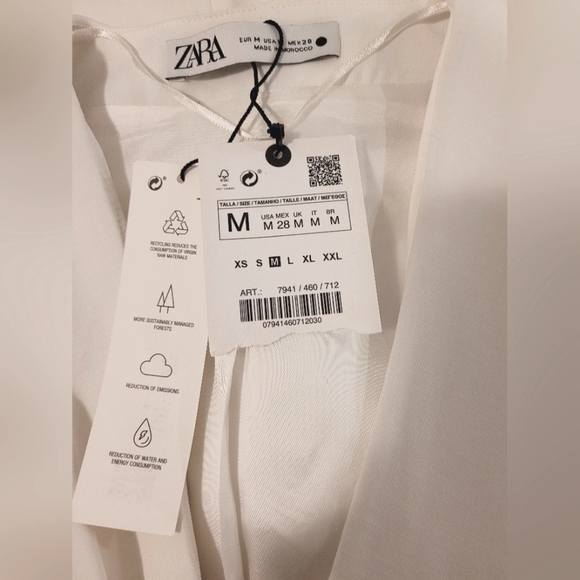 ZARA
EUR M USA M MEX 28
MADE IN MOROCCO
FSC
TALLA / SIZE / TAMANHO / TAILLE / MAAT / МЕГЕӨОЕ
M
USA MEX UK IT BR
M 28 M M M
XS S M L XL XXL
ART.: 7941 / 460 / 712
07941460712030
RECYCLING REDUCES THE
CONSUMPTION OF VIRGIN
RAW MATERIALS
MORE SUSTAINABLY MANAGED
FORESTS
REDUCTION OF EMISSIONS
REDUCTION OF WATER AND
ENERGY CONSUMPTION